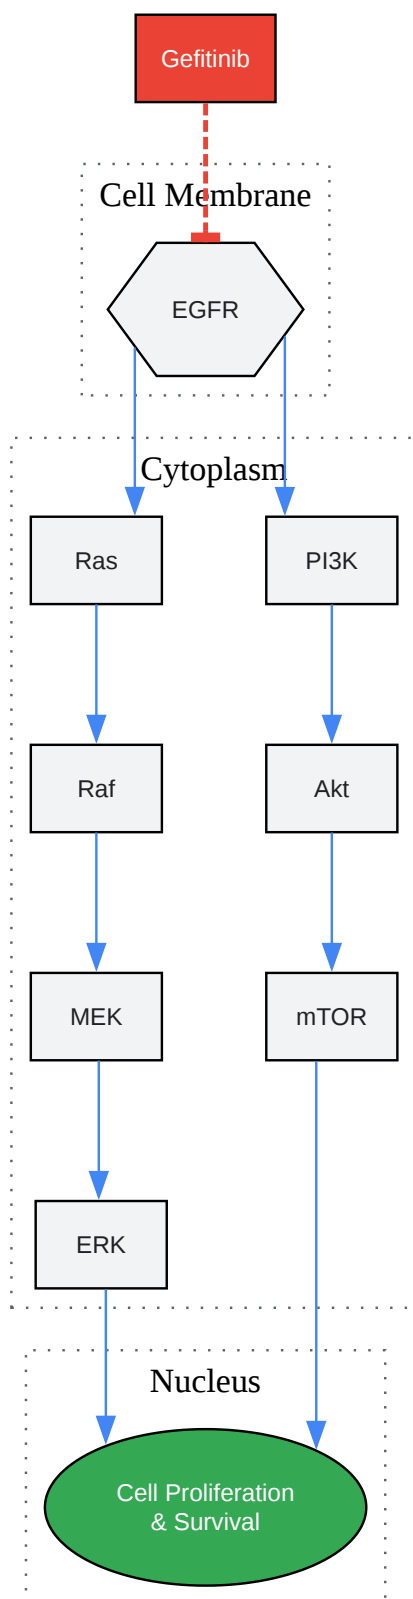 Gefitinib
Cell Membrane
EGFR
Cytoplasm
Ras
PI3K
Raf
Akt
MEK
mTOR
ERK
Nucleus
Cell Proliferation
& Survival